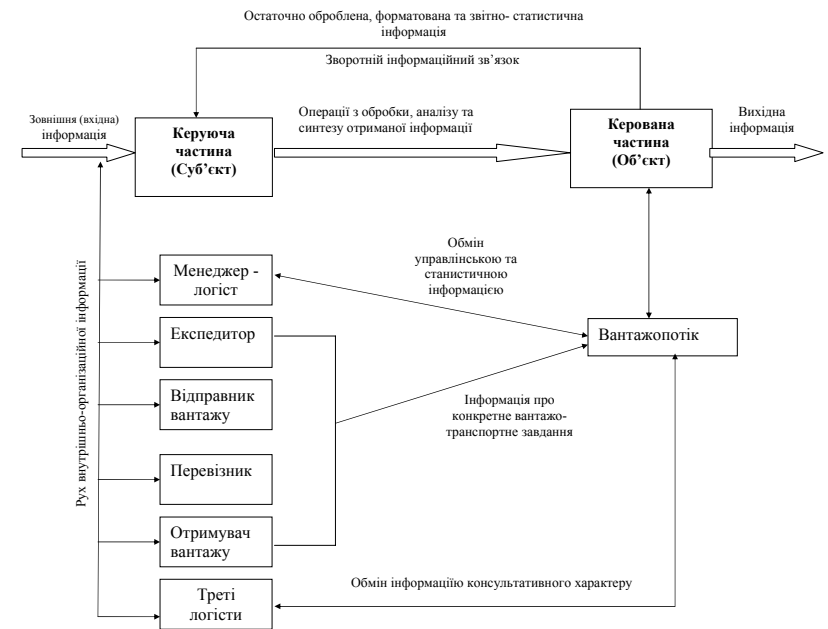 Остаточно оброблена, форматована та звітно- статистична
інформація
Зворотній інформаційний зв’язок
Зовнішня (вхідна)
інформація
Керуюча
частина
(Суб’єкт)
Операції з обробки, аналізу та
синтезу отриманої інформації
Керована
частина
(Об’єкт)
Вихідна
інформація
Рух внутрішньо-організаційної інформації
Менеджер -
логіст
Обмін
управлінською та
станистичною
інформацією
Експедитор
Вантажопотік
Відправник
вантажу
Інформація про
конкретне вантажо-
транспортне завдання
Перевізник
Отримувач
вантажу
Треті
логісти
Обмін інформаціїю консультативного характеру